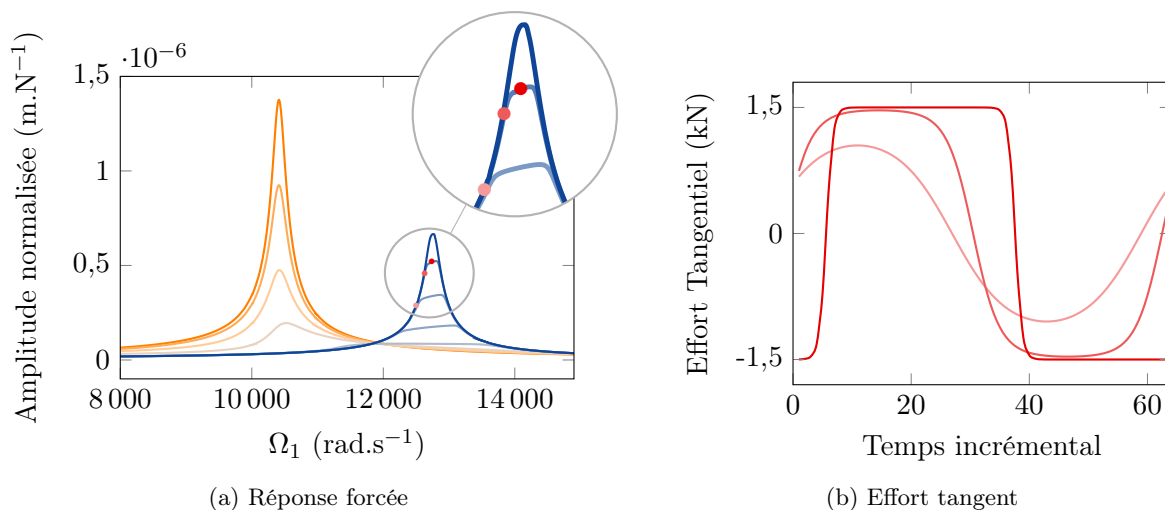 ·10⁻⁶
Amplitude normalisée (m.N⁻¹)
1,5
1
0,5
0
8 000 10 000 12 000 14 000
Ω₁ (rad.s⁻¹)
(a) Réponse forcée
Effort Tangentiel (kN)
1,5
0
-1,5
0 20 40 60
Temps incrémental
(b) Effort tangent